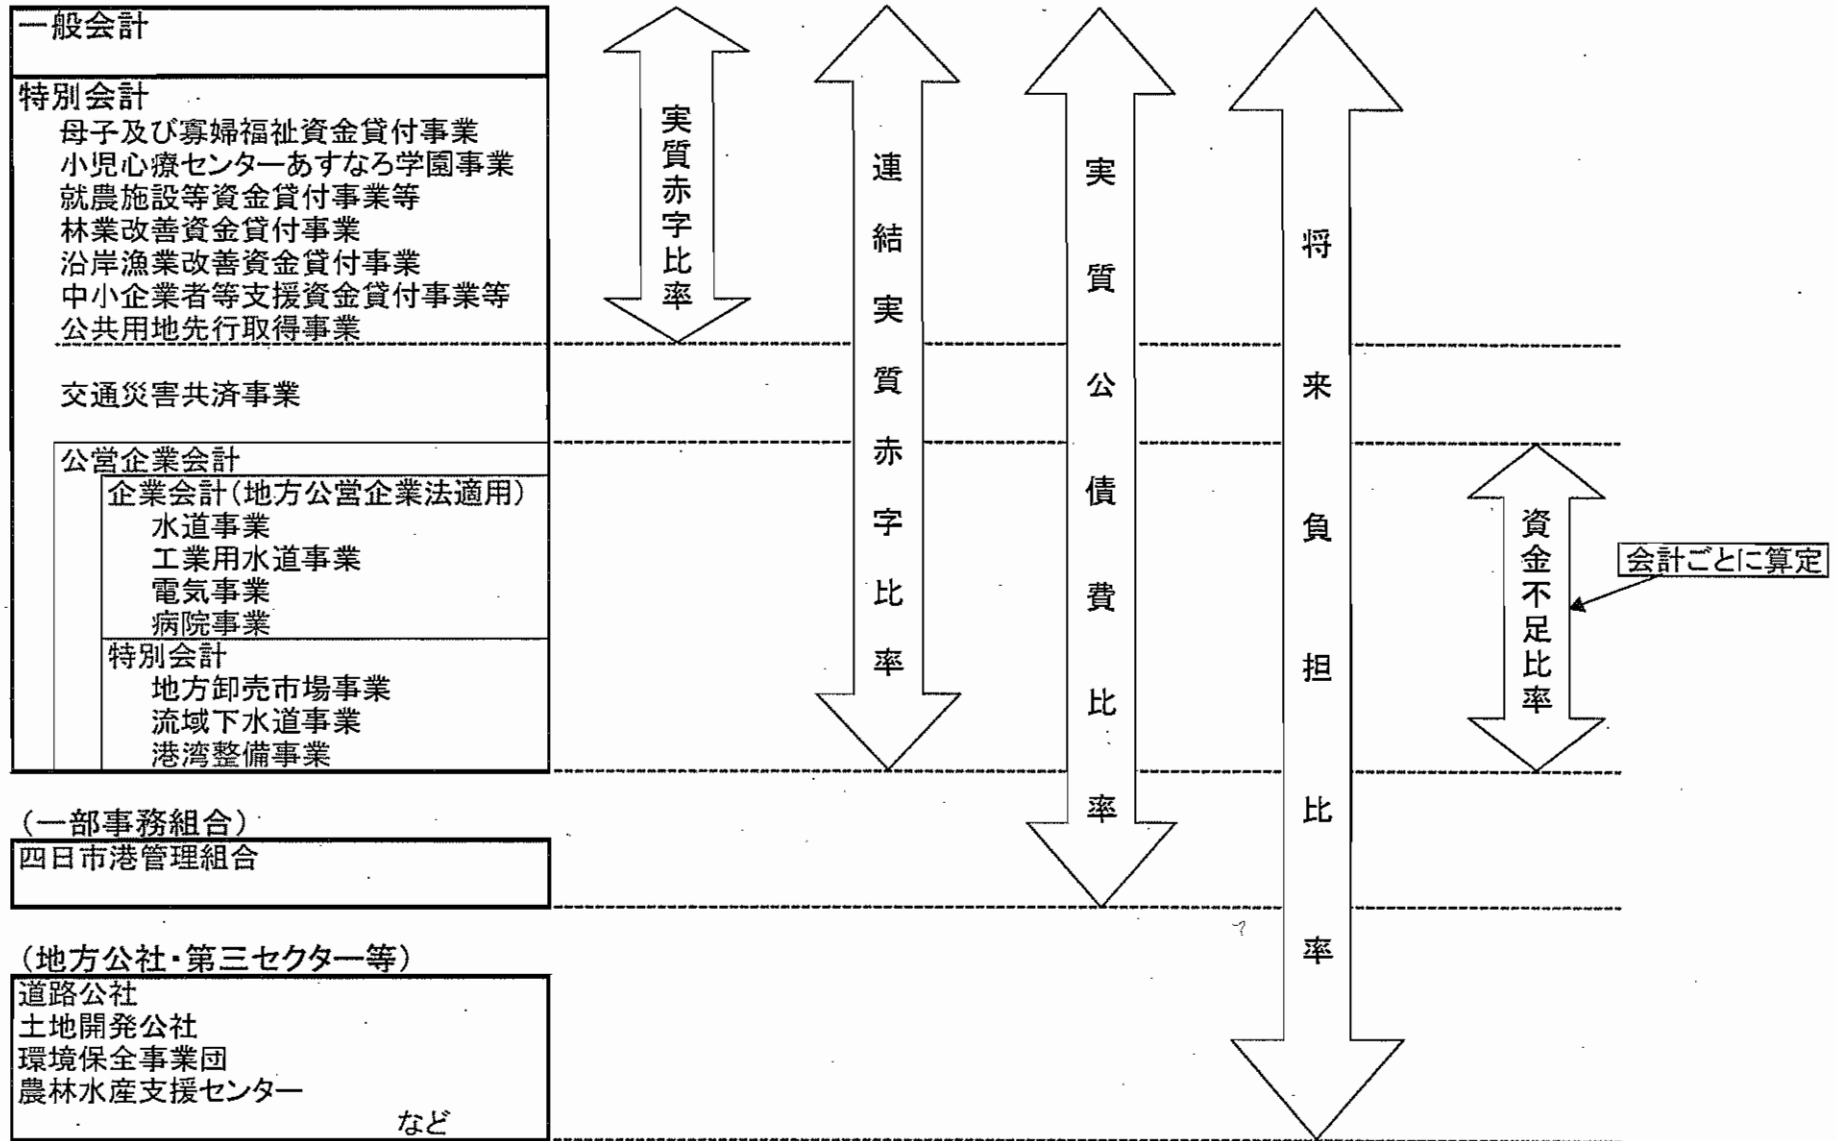 一般会計
特別会計
母子及び寡婦福祉資金貸付事業
小児心療センターあすなろ学園事業
就農施設等資金貸付事業等
林業改善資金貸付事業
沿岸漁業改善資金貸付事業
中小企業者等支援資金貸付事業等
公共用地先行取得事業
交通災害共済事業
公営企業会計
企業会計(地方公営企業法適用)
水道事業
工業用水道事業
電気事業
病院事業
特別会計
地方卸売市場事業
流域下水道事業
港湾整備事業
(一部事務組合)
四日市港管理組合
(地方公社・第三セクター等)
道路公社
土地開発公社
環境保全事業団
農林水産支援センター
など
実質赤字比率
連結実質赤字比率
実質公債費比率
将来負担比率
資金不足比率
会計ごとに算定